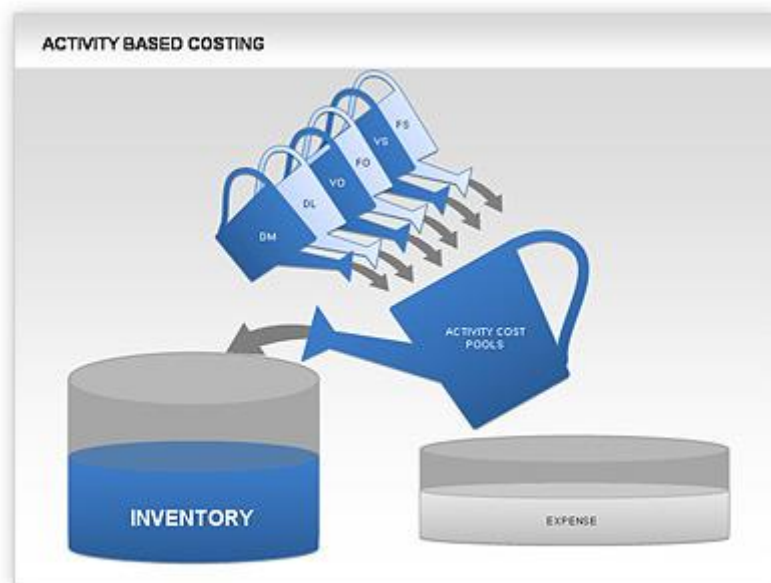 ACTIVITY BASED COSTING
FS
VS
FO
VO
DL
DM
ACTIVITY COST
POOLS
INVENTORY
EXPENSE